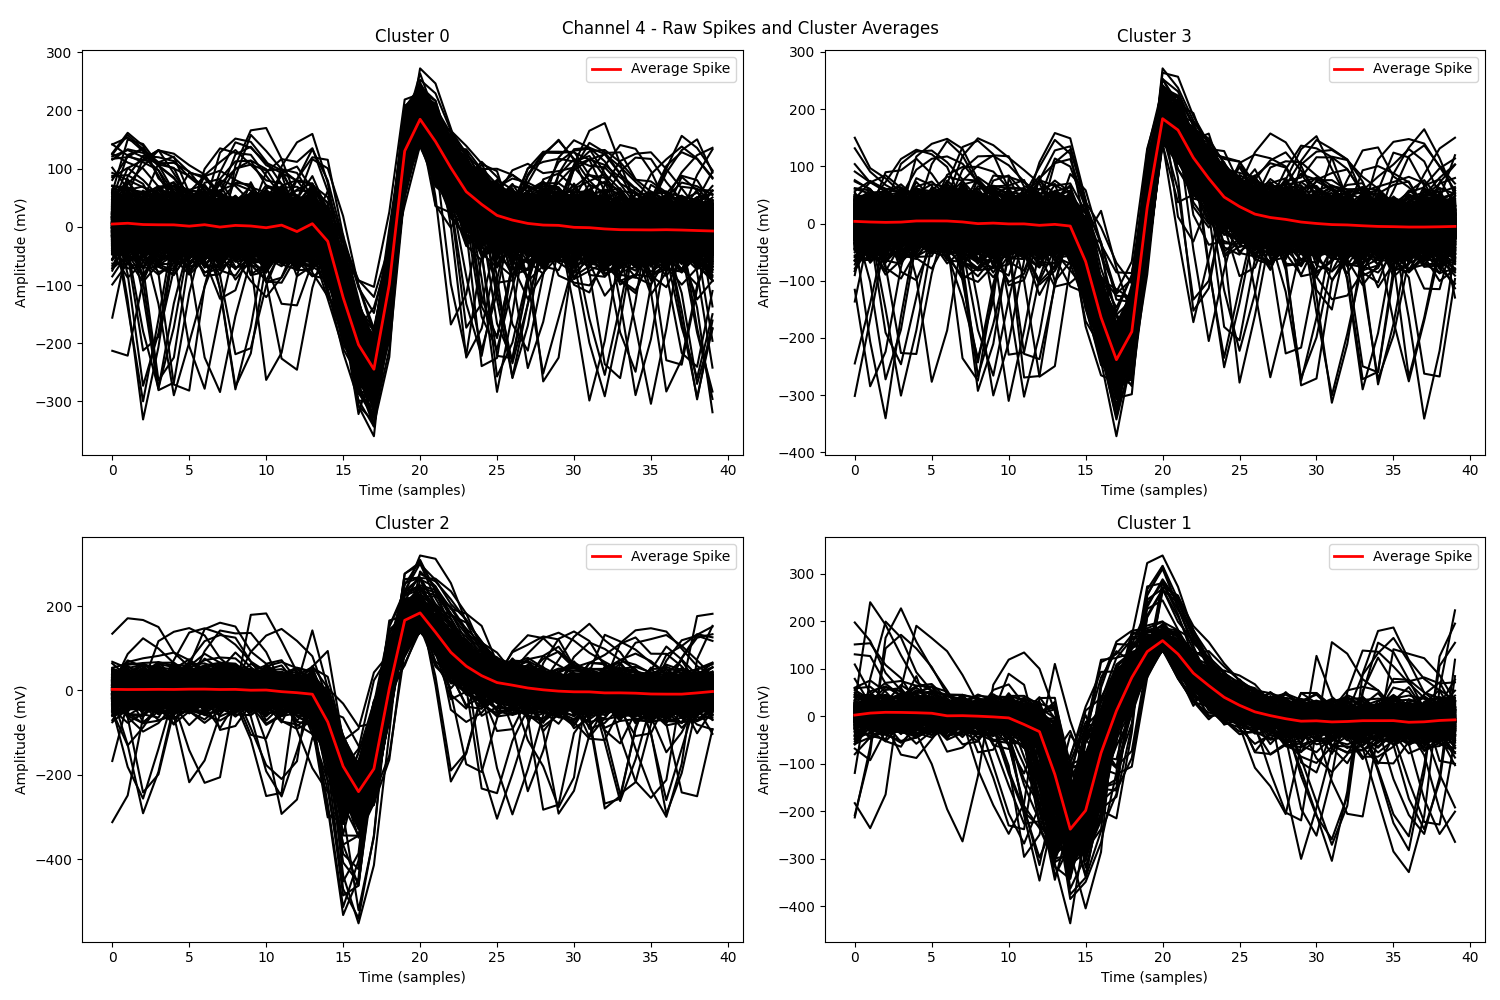 Channel 4 - Raw Spikes and Cluster Averages
Cluster 0
Average Spike
Amplitude (mV)
300
200
100
0
−100
−200
−300
0 5 10 15 20 25 30 35 40
Time (samples)
Cluster 3
Average Spike
Amplitude (mV)
300
200
100
0
−100
−200
−300
−400
0 5 10 15 20 25 30 35 40
Time (samples)
Cluster 2
Average Spike
Amplitude (mV)
200
0
−200
−400
0 5 10 15 20 25 30 35 40
Time (samples)
Cluster 1
Average Spike
Amplitude (mV)
300
200
100
0
−100
−200
−300
−400
0 5 10 15 20 25 30 35 40
Time (samples)